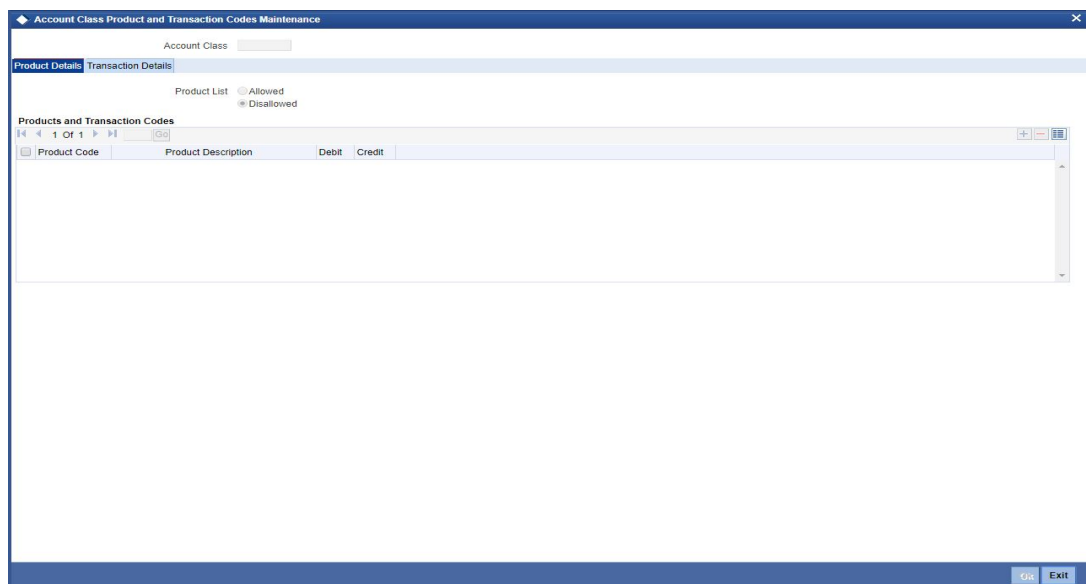 Account Class Product and Transaction Codes Maintenance
Account Class
Product Details Transaction Details
Product List Allowed
Disallowed
Products and Transaction Codes
1 Of 1 Go
Product Code Product Description Debit Credit
Ok Exit